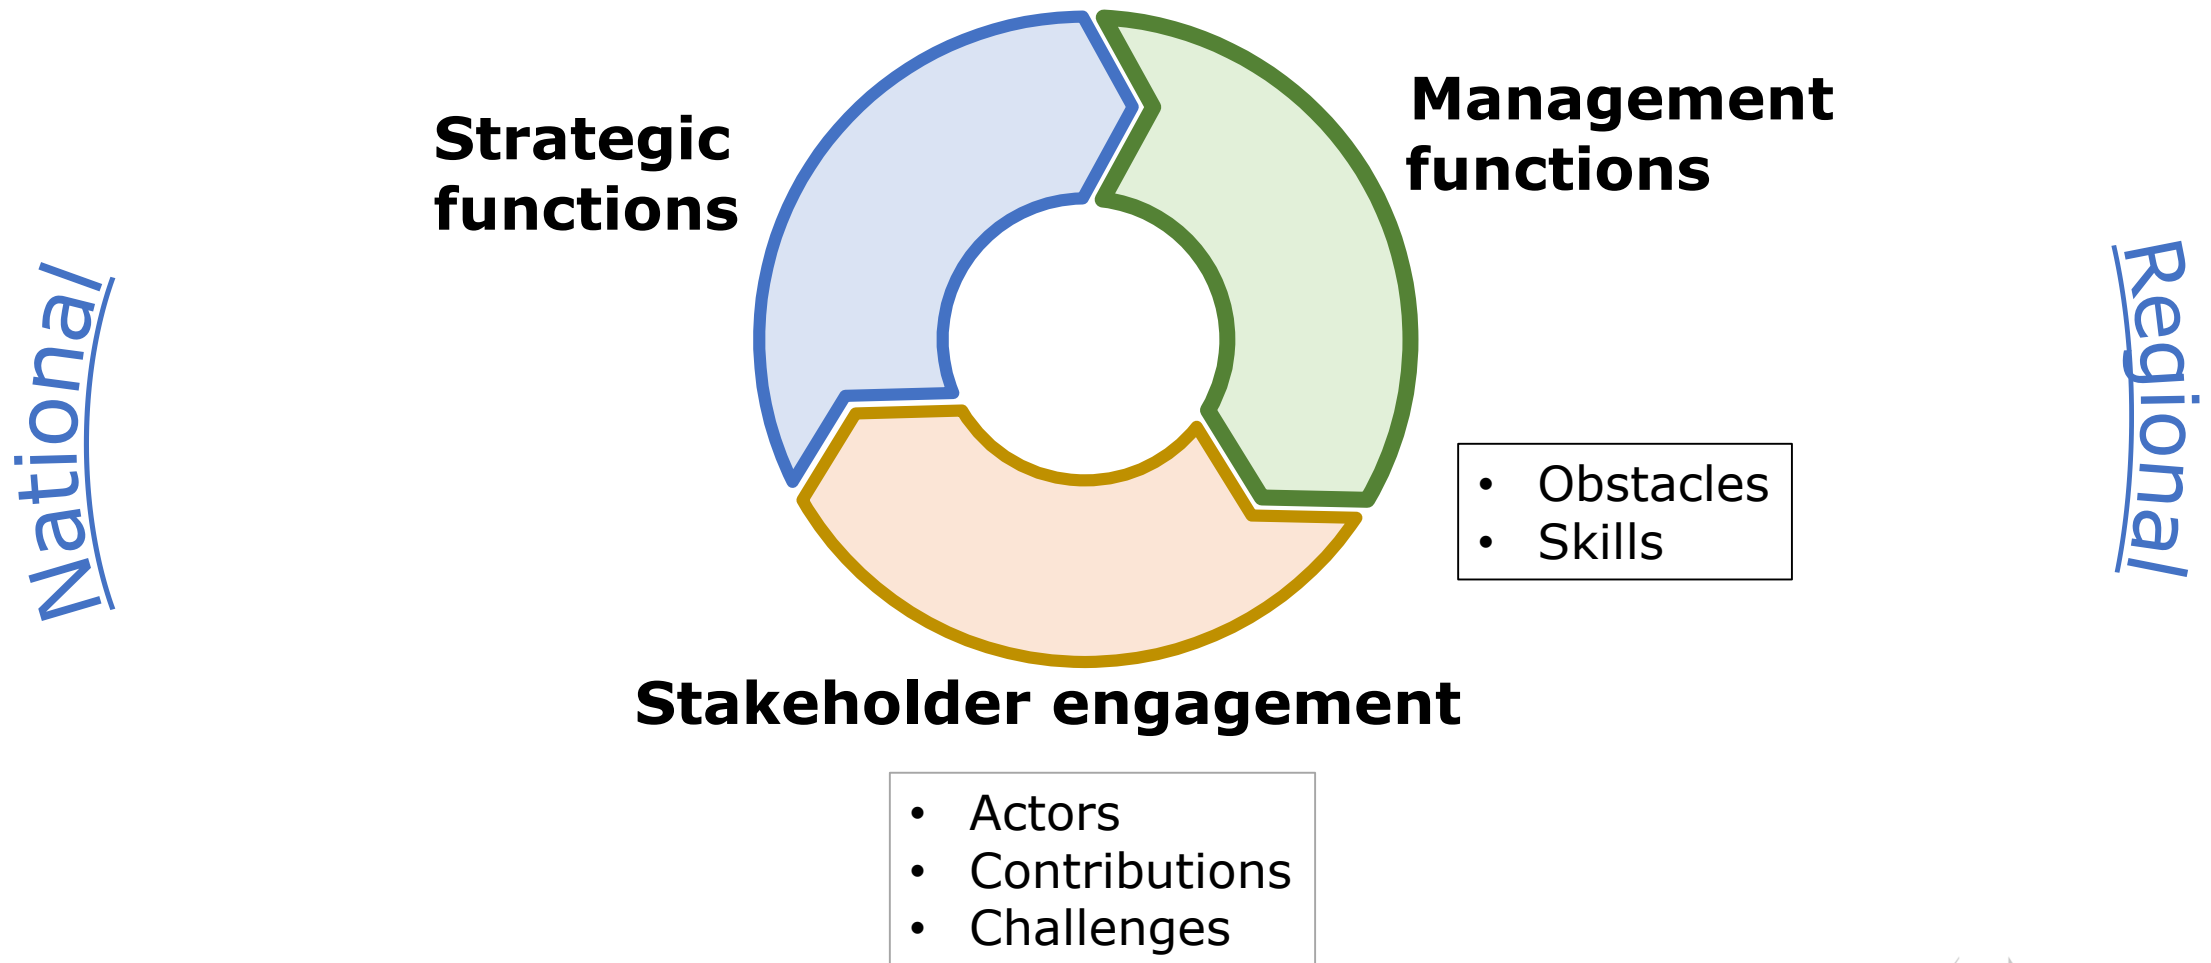 Strategic
functions
Management
functions
National
Regional
• Obstacles
• Skills
Stakeholder engagement
• Actors
• Contributions
• Challenges